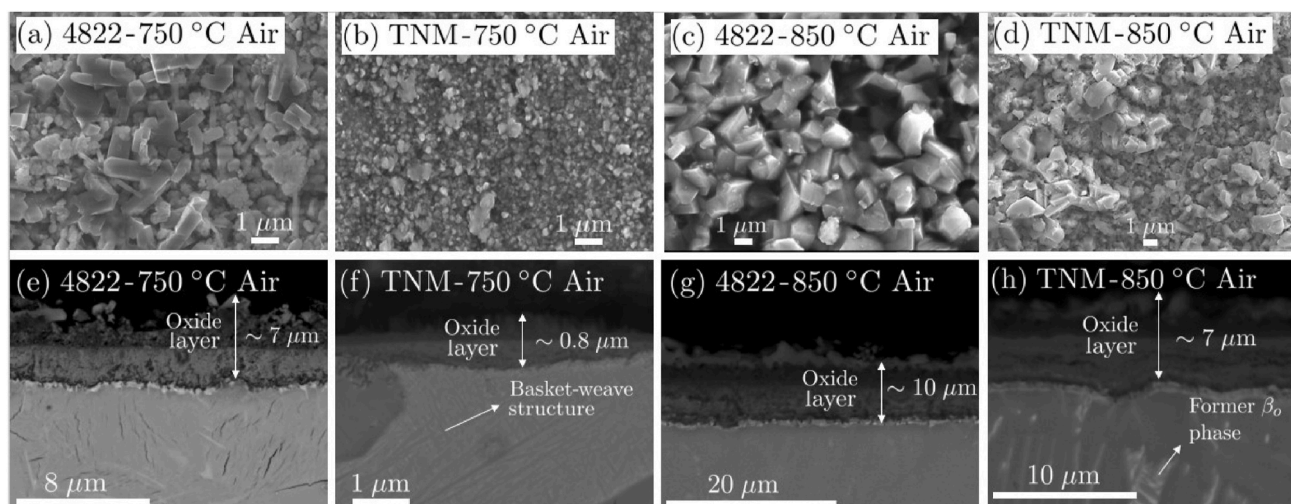 (a) 4822-750 °C Air
1 μm
(b) TNM-750 °C Air
1 μm
(c) 4822-850 °C Air
1 μm
(d) TNM-850 °C Air
1 μm
(e) 4822-750 °C Air
Oxide
layer
~ 7 μm
8 μm
(f) TNM-750 °C Air
Oxide
layer
~ 0.8 μm
Basket-weave
structure
1 μm
(g) 4822-850 °C Air
Oxide
layer
~ 10 μm
20 μm
(h) TNM-850 °C Air
Oxide
layer
~ 7 μm
Former βₒ
phase
10 μm